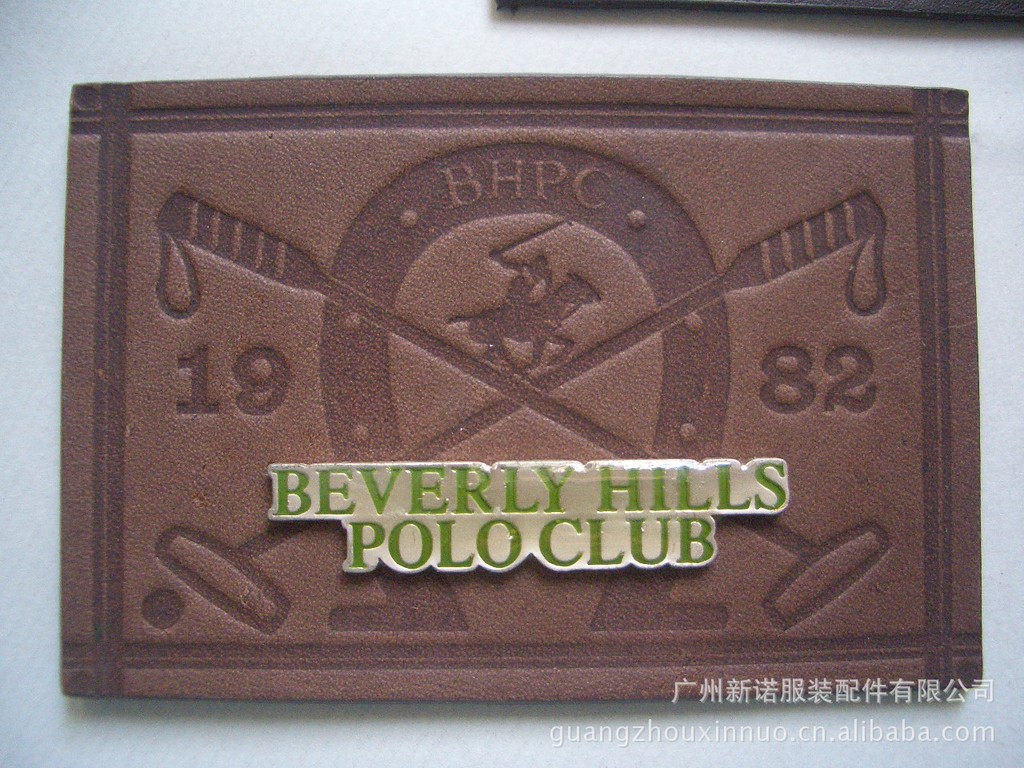 BHPC
19 82
BEVERLY HILLS
POLO CLUB
广州新诺服装配件有限公司
guangzhouxinnuo.cn.alibaba.com